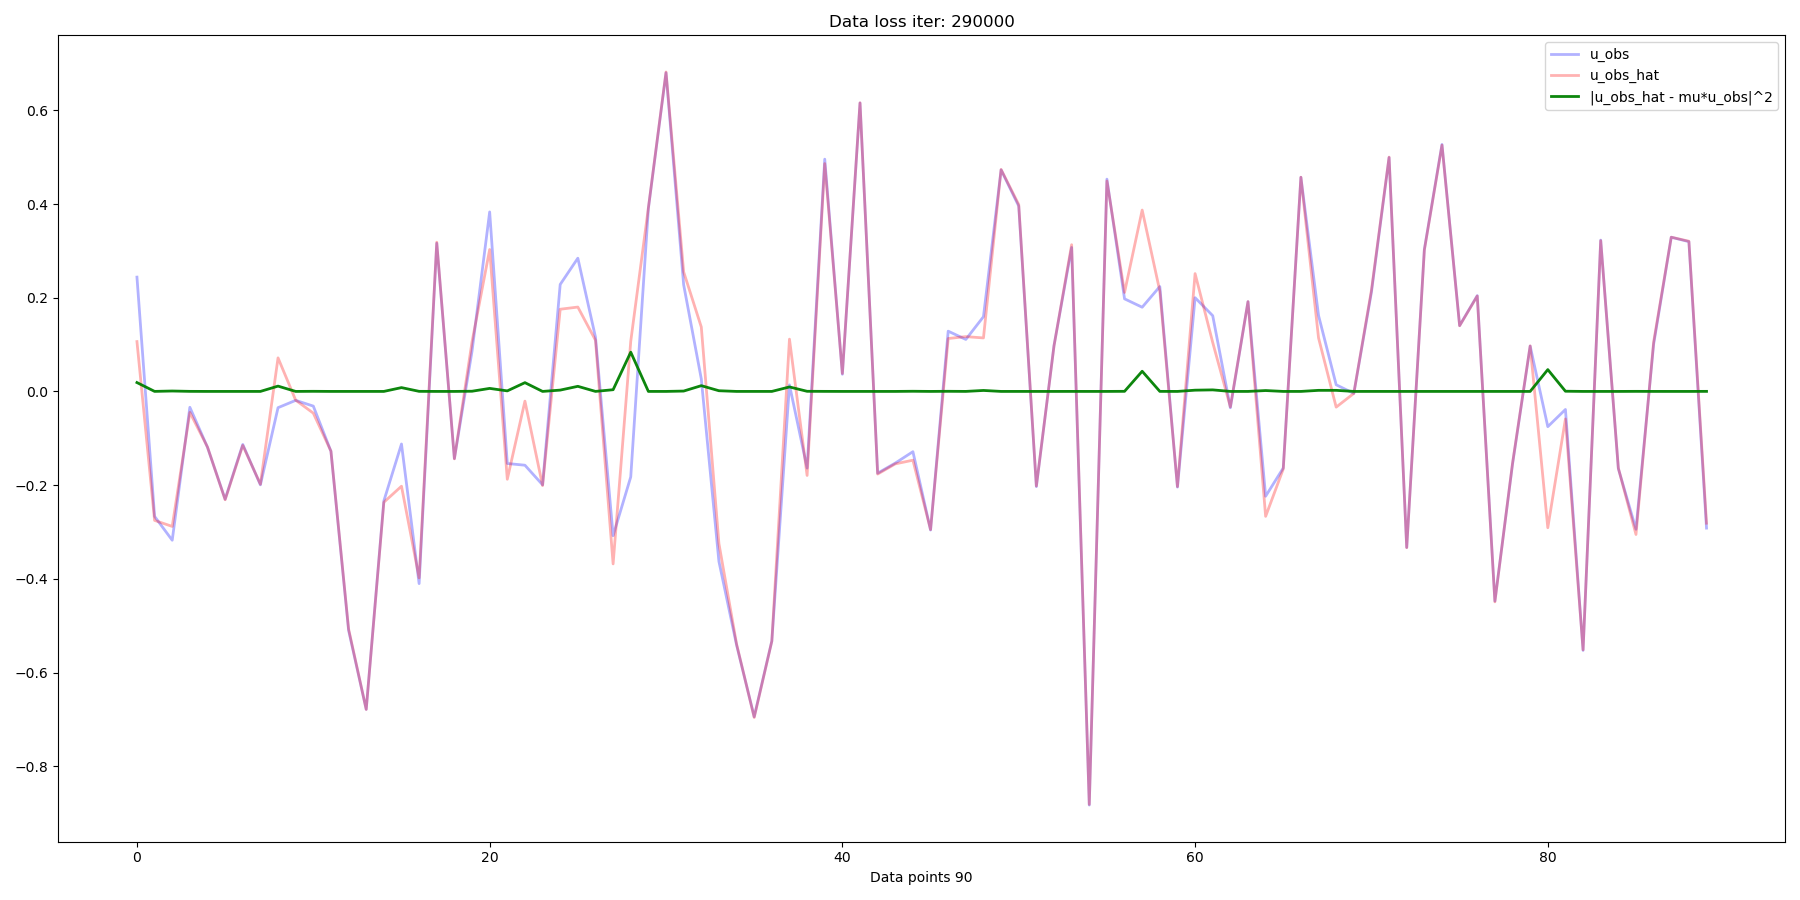 Data loss iter: 290000
u_obs
u_obs_hat
|u_obs_hat - mu*u_obs|^2
0.6
0.4
0.2
0.0
−0.2
−0.4
−0.6
−0.8
0 20 40 60 80
Data points 90